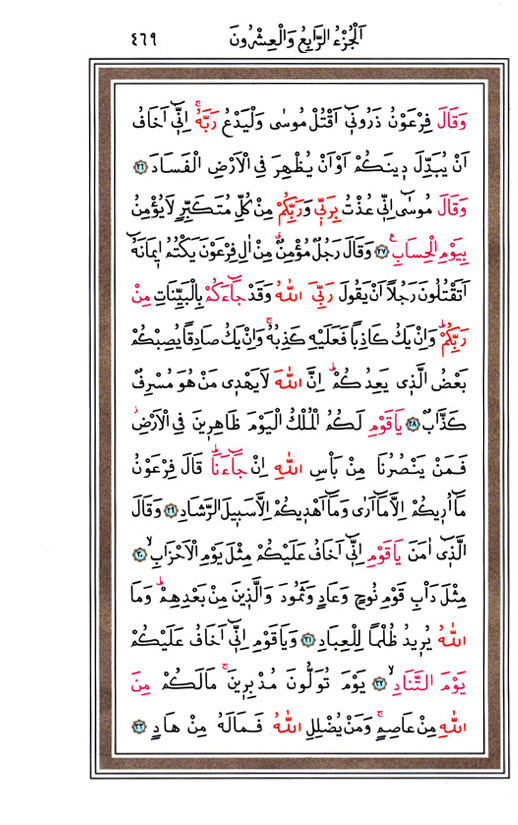 اَلْجُزْءُ الرَّابِعُ وَالْعِشْرُونَ ٤٦٩
وَقَالَ فِرْعَوْنُ ذَرُونٖٓي اَقْتُلْ مُوسٰى وَلْيَدْعُ رَبَّهُۚ اِنّٖٓي اَخَافُ
اَنْ يُبَدِّلَ دٖينَكُمْ اَوْ اَنْ يُظْهِرَ فِي الْاَرْضِ الْفَسَادَ ﴿٢٦﴾
وَقَالَ مُوسٰٓى اِنّٖي عُذْتُ بِرَبّٖي وَرَبِّكُمْ مِنْ كُلِّ مُتَكَبِّرٍ لَا يُؤْمِنُ
بِيَوْمِ الْحِسَابِࣖ ﴿٢٧﴾ وَقَالَ رَجُلٌ مُؤْمِنٌۗ مِنْ اٰلِ فِرْعَوْنَ يَكْتُمُ اٖيمَانَهُٓ
اَتَقْتُلُونَ رَجُلًا اَنْ يَقُولَ رَبِّيَ اللّٰهُ وَقَدْ جَٓاءَكُمْ بِالْبَيِّنَاتِ مِنْ
رَبِّكُمْۜ وَاِنْ يَكُ كَاذِبًا فَعَلَيْهِ كَذِبُهُۚ وَاِنْ يَكُ صَادِقًا يُصِبْكُمْ
بَعْضُ الَّذٖي يَعِدُكُمْۜ اِنَّ اللّٰهَ لَا يَهْدٖي مَنْ هُوَ مُسْرِفٌ
كَذَّابٌ ﴿٢٨﴾ يَا قَوْمِ لَكُمُ الْمُلْكُ الْيَوْمَ ظَاهِرٖينَ فِي الْاَرْضِۘ
فَمَنْ يَنْصُرُنَا مِنْ بَأْسِ اللّٰهِ اِنْ جَٓاءَنَاۜ قَالَ فِرْعَوْنُ
مَٓا اُرٖيكُمْ اِلَّا مَٓا اَرٰى وَمَٓا اَهْدٖيكُمْ اِلَّا سَبٖيلَ الرَّشَادِ ﴿٢٩﴾ وَقَالَ
الَّذٖٓي اٰمَنَ يَا قَوْمِ اِنّٖٓي اَخَافُ عَلَيْكُمْ مِثْلَ يَوْمِ الْاَحْزَابِۙ ﴿٣٠﴾
مِثْلَ دَأْبِ قَوْمِ نُوحٍ وَعَادٍ وَثَمُودَ وَالَّذٖينَ مِنْ بَعْدِهِمْۜ وَمَا
اللّٰهُ يُرٖيدُ ظُلْمًا لِلْعِبَادِ ﴿٣١﴾ وَيَا قَوْمِ اِنّٖٓي اَخَافُ عَلَيْكُمْ
يَوْمَ التَّنَادِۙ ﴿٣٢﴾ يَوْمَ تُوَلُّونَ مُدْبِرٖينَۚ مَا لَكُمْ مِنَ
اللّٰهِ مِنْ عَاصِمٍۚ وَمَنْ يُضْلِلِ اللّٰهُ فَمَا لَهُ مِنْ هَادٍ ﴿٣٣﴾